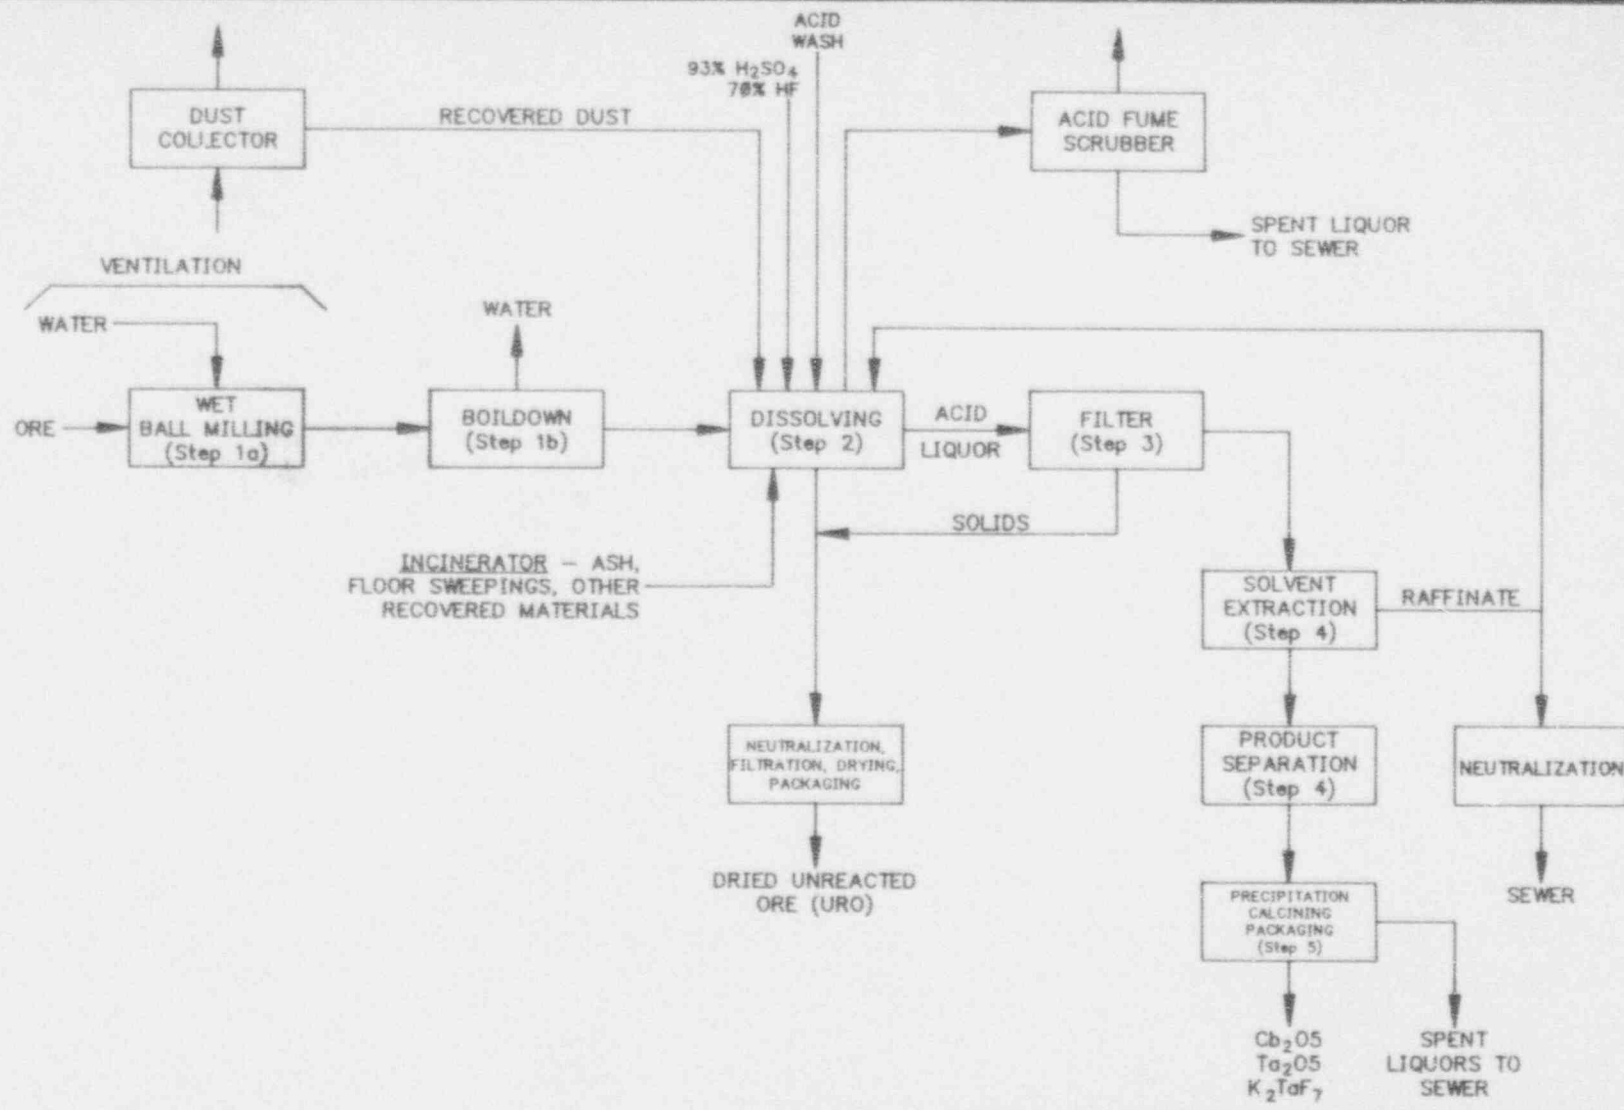 ACID
WASH
93% H₂SO₄
70% HF
DUST
COLLECTOR
RECOVERED DUST
ACID FUME
SCRUBBER
SPENT LIQUOR
TO SEWER
VENTILATION
WATER
WATER
ORE
WET
BALL MILLING
(Step 1a)
BOILDOWN
(Step 1b)
DISSOLVING
(Step 2)
ACID
LIQUOR
FILTER
(Step 3)
SOLIDS
INCINERATOR – ASH,
FLOOR SWEEPINGS, OTHER
RECOVERED MATERIALS
SOLVENT
EXTRACTION
(Step 4)
RAFFINATE
NEUTRALIZATION,
FILTRATION, DRYING,
PACKAGING
PRODUCT
SEPARATION
(Step 4)
NEUTRALIZATION
DRIED UNREACTED
ORE (URO)
PRECIPITATION
CALCINING
PACKAGING
(Step 5)
SEWER
Cb₂O5
Ta₂O5
K₂TaF₇
SPENT
LIQUORS TO
SEWER